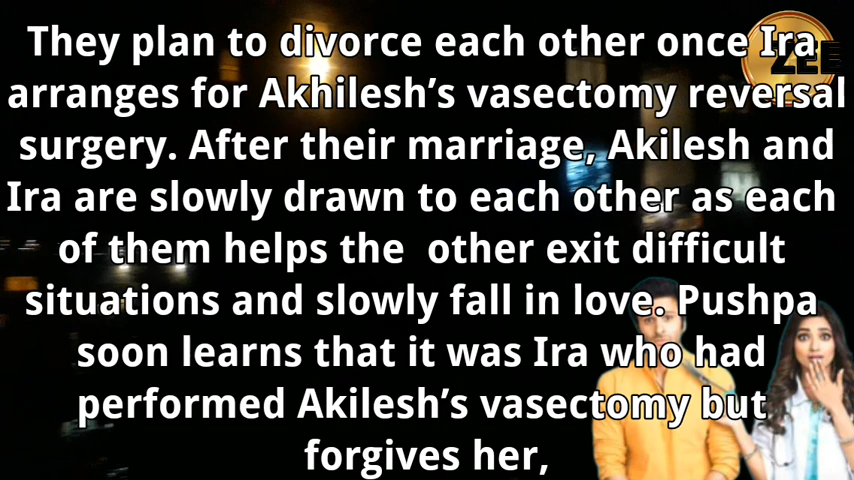 They plan to divorce each other once Ira
arranges for Akhilesh’s vasectomy reversal
surgery. After their marriage, Akilesh and
Ira are slowly drawn to each other as each
of them helps the other exit difficult
situations and slowly fall in love. Pushpa
soon learns that it was Ira who had
performed Akilesh’s vasectomy but
forgives her,
ZEE